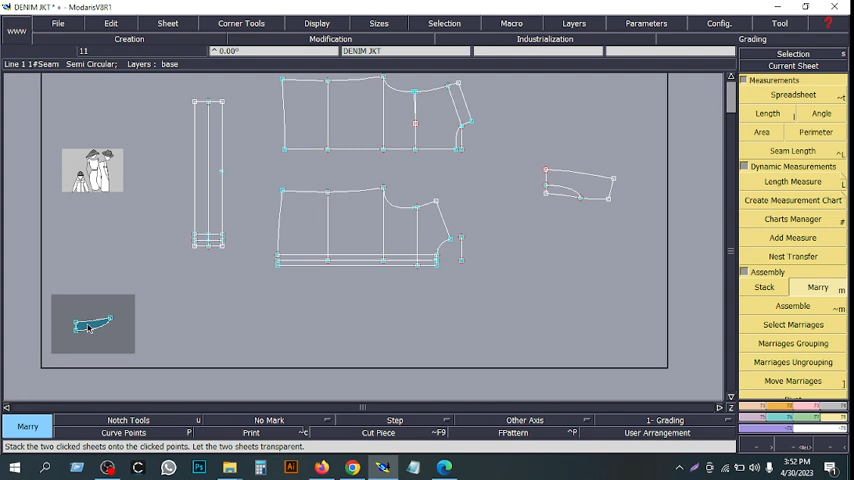 DENIM JKT * + - ModarisV8R1
File Edit Sheet Corner Tools Display Sizes Selection Macro Layers Parameters Config. Tool ?
www
Creation Modification Industrialization Grading
11 ^ 0.00° DENIM JKT
Selection s
Line 1 1#Seam Semi Circular; Layers : base
Current Sheet
Measurements
Spreadsheet ~t
Length l Angle
Area Perimeter
Seam Length ^L
Dynamic Measurements
Length Measure L
Create Measurement Chart
Charts Manager #
Add Measure
Nest Transfer
Assembly
Stack Marry m
Assemble ~m
Select Marriages
Marriages Grouping
Marriages Ungrouping
Move Marriages ]
Z
Marry
Notch Tools u No Mark Step Other Axis 1- Grading
Curve Points P Print ~c Cut Piece ~F9 FPattern ^P User Arrangement
Stack the two clicked sheets onto the clicked points. Let the two sheets transparent.
3:52 PM
4/30/2023